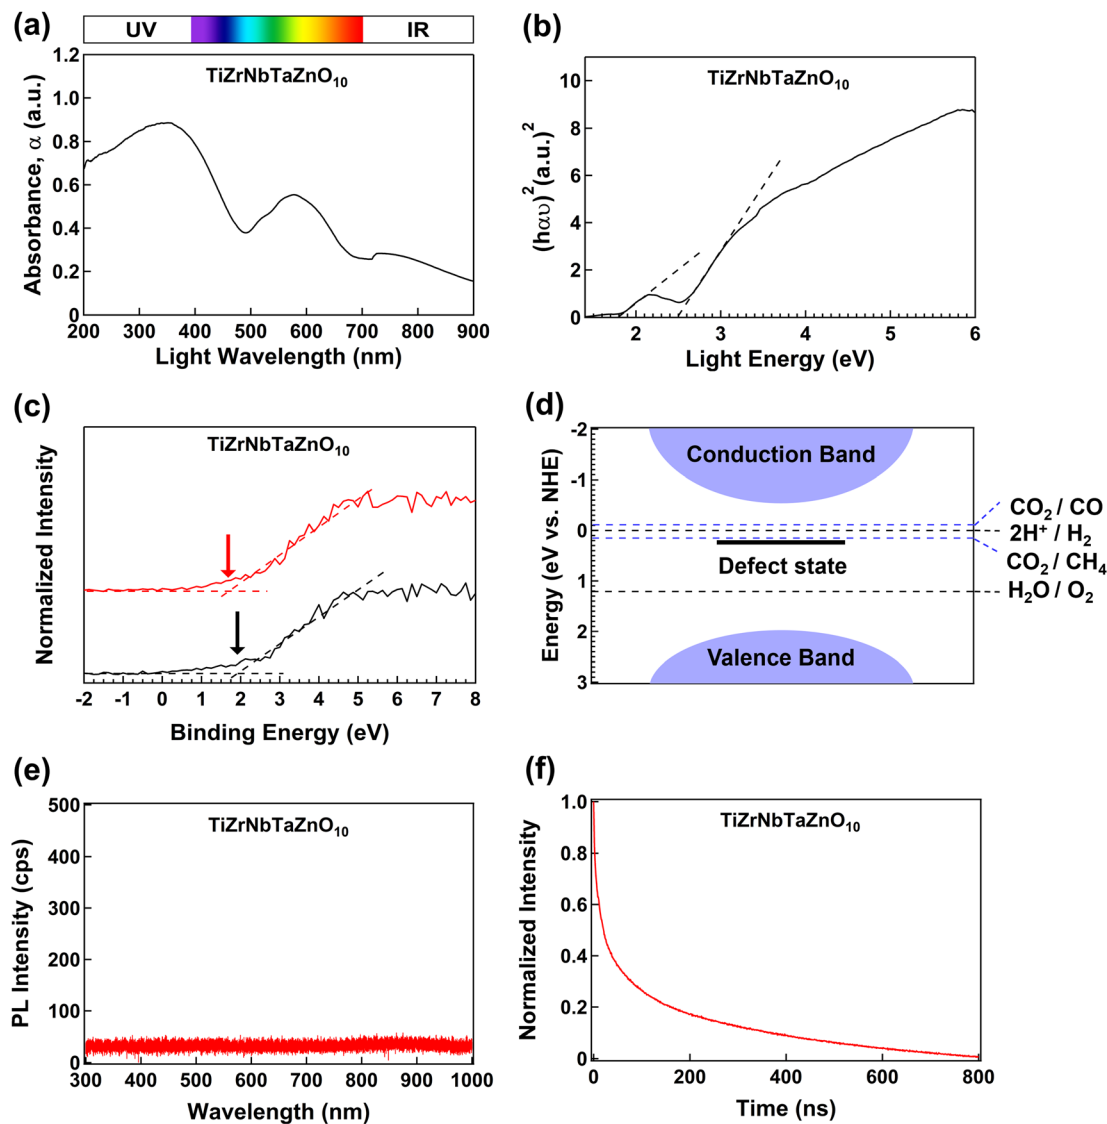 (a)
UV IR
TiZrNbTaZnO₁₀
Absorbance, α (a.u.)
1.2
1.0
0.8
0.6
0.4
0.2
0
200 300 400 500 600 700 800 900
Light Wavelength (nm)
(b)
TiZrNbTaZnO₁₀
(hαυ)² (a.u.)²
10
8
6
4
2
0
2 3 4 5 6
Light Energy (eV)
(c)
TiZrNbTaZnO₁₀
Normalized Intensity
-2 -1 0 1 2 3 4 5 6 7 8
Binding Energy (eV)
(d)
Energy (eV vs. NHE)
-2
-1
0
1
2
3
Conduction Band
Defect state
Valence Band
CO₂ / CO
2H⁺ / H₂
CO₂ / CH₄
H₂O / O₂
(e)
TiZrNbTaZnO₁₀
PL Intensity (cps)
500
400
300
200
100
0
300 400 500 600 700 800 900 1000
Wavelength (nm)
(f)
TiZrNbTaZnO₁₀
Normalized Intensity
1.0
0.8
0.6
0.4
0.2
0
0 200 400 600 800
Time (ns)